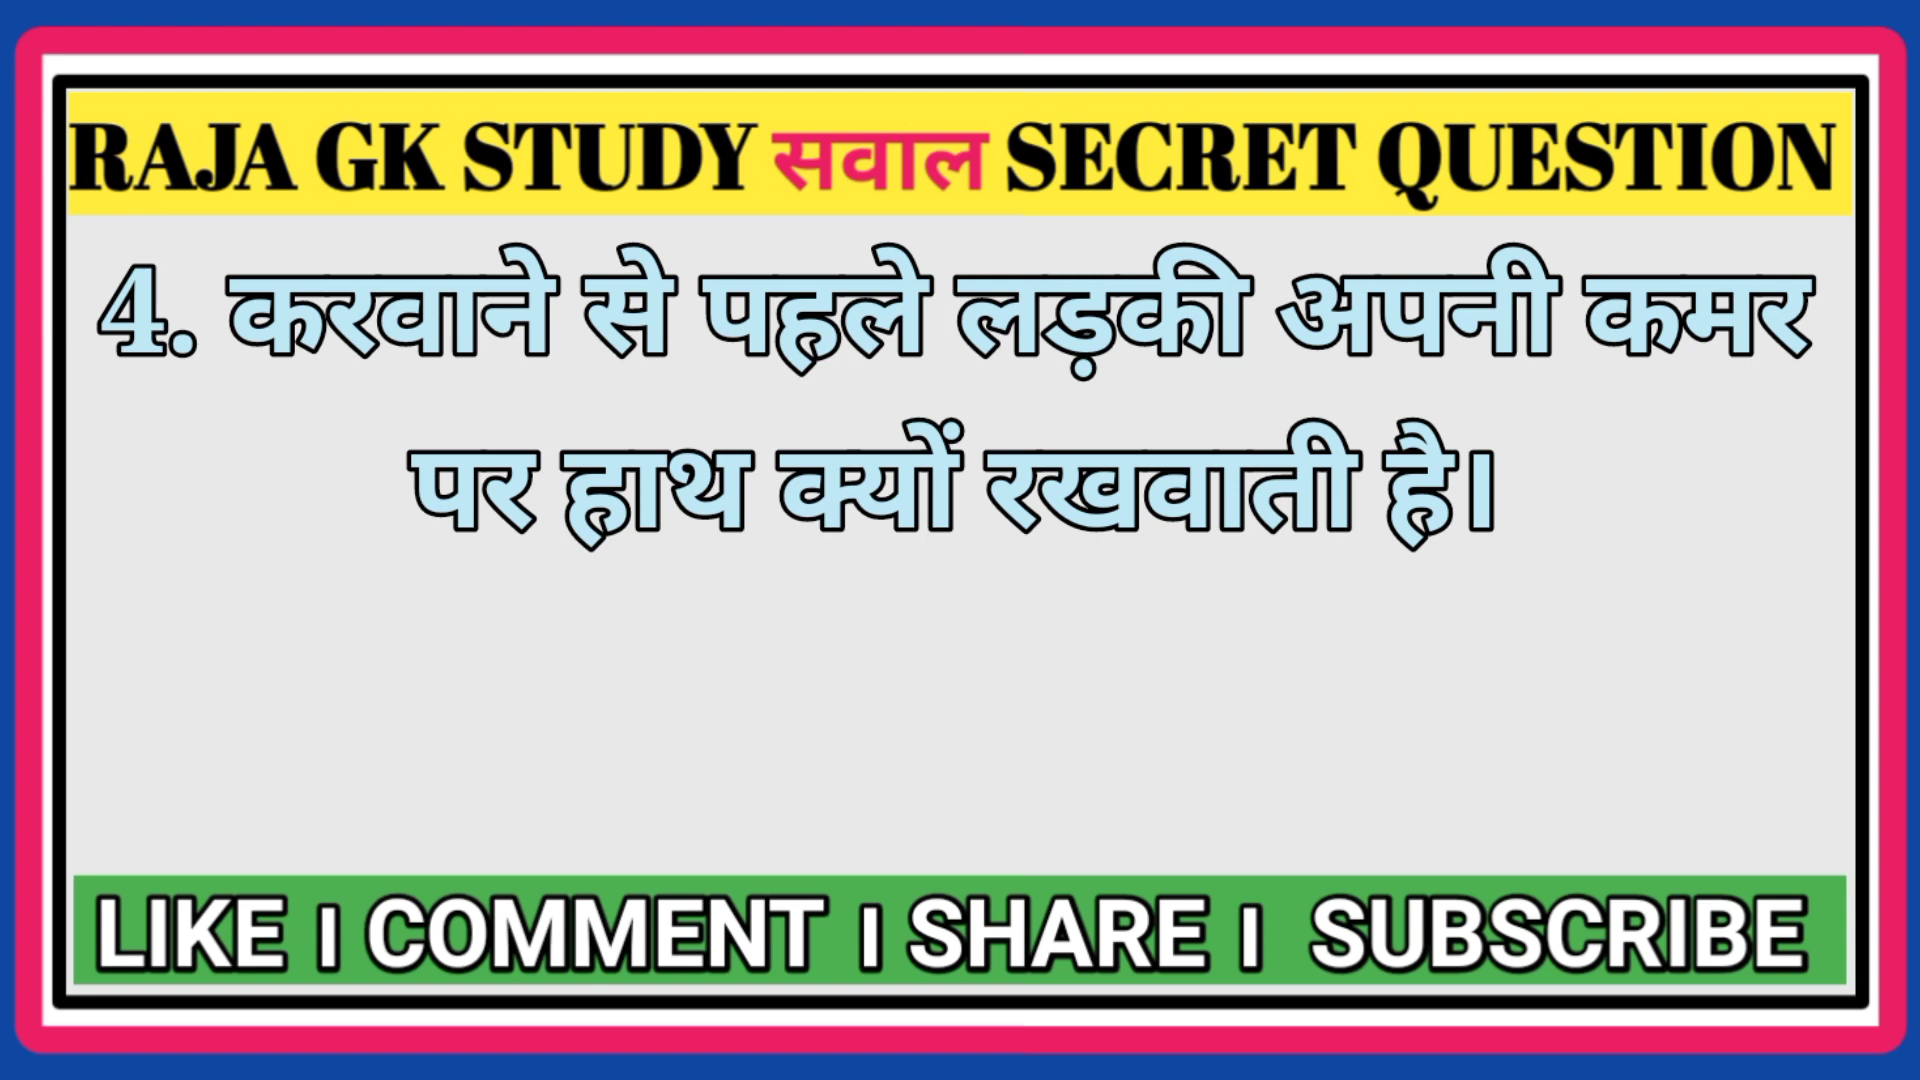 RAJA GK STUDY सवाल SECRET QUESTION
4. करवाने से पहले लड़की अपनी कमर
पर हाथ क्यों रखवाती है।
LIKE । COMMENT । SHARE । SUBSCRIBE